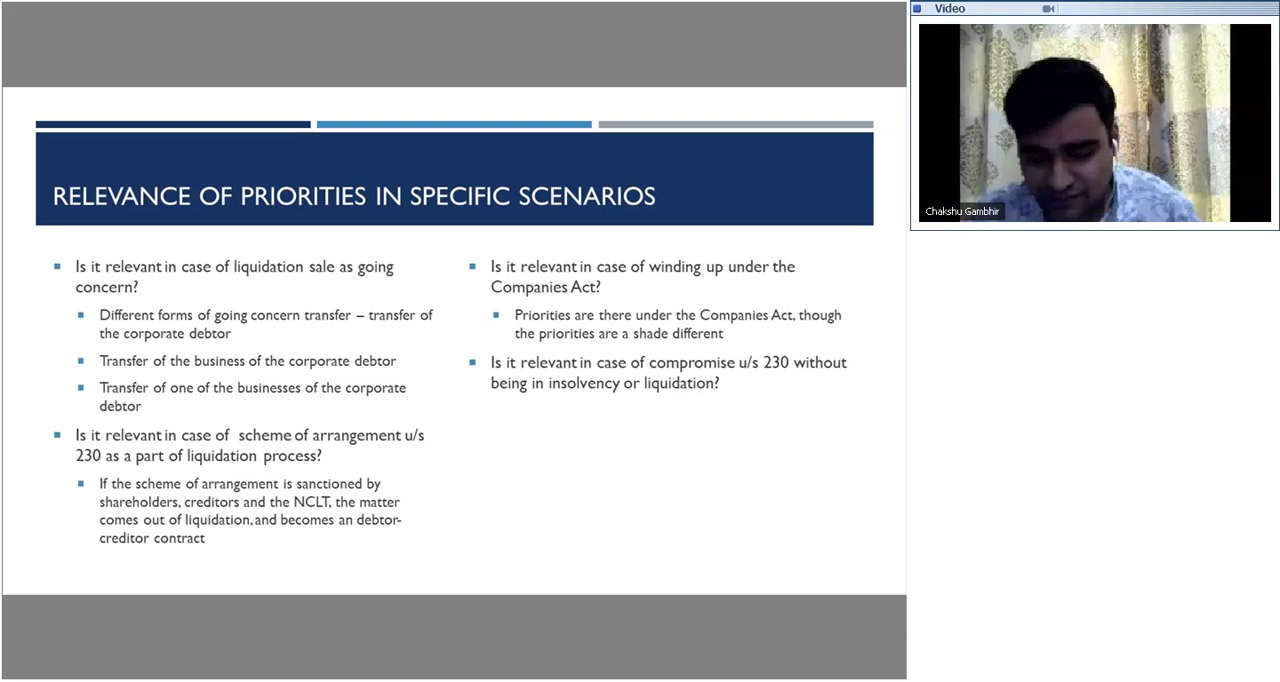 RELEVANCE OF PRIORITIES IN SPECIFIC SCENARIOS
Is it relevant in case of liquidation sale as going
concern?
Different forms of going concern transfer – transfer of
the corporate debtor
Transfer of the business of the corporate debtor
Transfer of one of the businesses of the corporate
debtor
Is it relevant in case of scheme of arrangement u/s
230 as a part of liquidation process?
If the scheme of arrangement is sanctioned by
shareholders, creditors and the NCLT, the matter
comes out of liquidation, and becomes an debtor-
creditor contract
Is it relevant in case of winding up under the
Companies Act?
Priorities are there under the Companies Act, though
the priorities are a shade different
Is it relevant in case of compromise u/s 230 without
being in insolvency or liquidation?
Video
Chakshu Gambhir